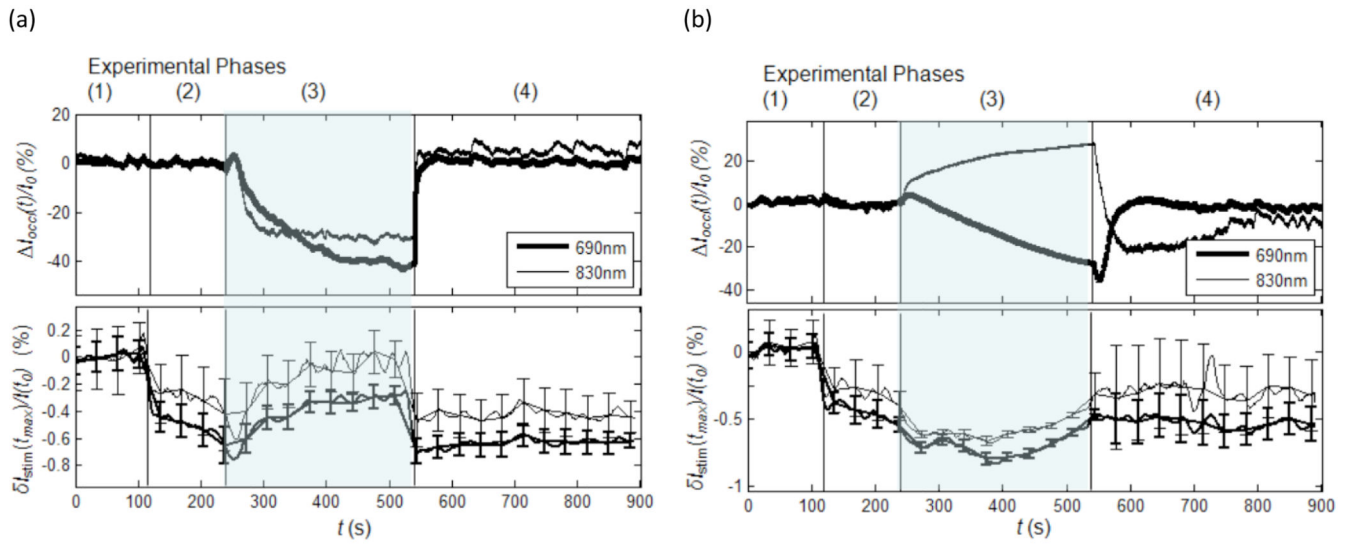 (a)
(b)
Experimental Phases
(1) (2) (3) (4)
20
0
-20
-40
ΔI_occl(t)/I_0 (%)
690nm
830nm
0.2
0
-0.2
-0.4
-0.6
-0.8
δI_stim(t_max)/I(t_0) (%)
0 100 200 300 400 500 600 700 800 900
t (s)
Experimental Phases
(1) (2) (3) (4)
20
0
-20
-40
ΔI_occl(t)/I_0 (%)
690nm
830nm
0
-0.5
-1
δI_stim(t_max)/I(t_0) (%)
0 100 200 300 400 500 600 700 800 900
t (s)